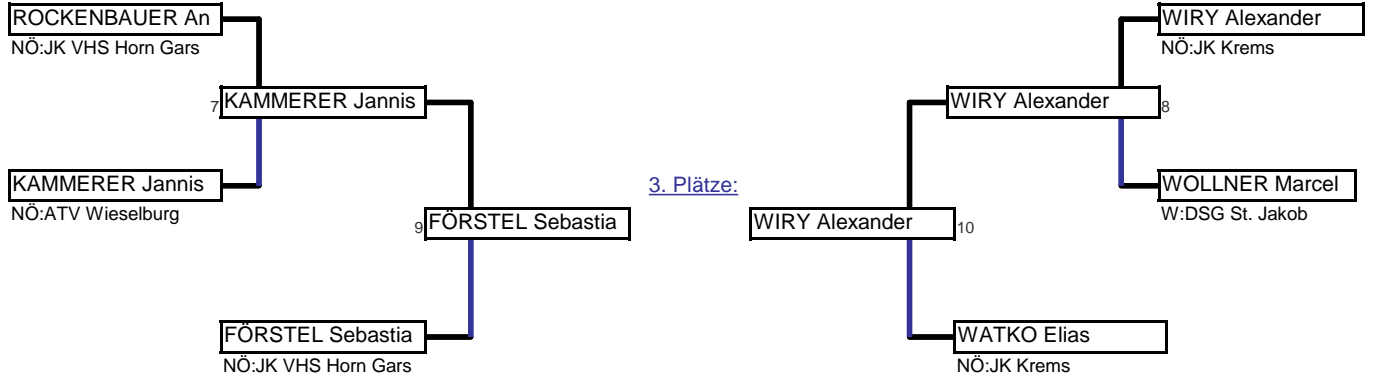 ROCKENBAUER An
NÖ:JK VHS Horn Gars
7 KAMMERER Jannis
KAMMERER Jannis
NÖ:ATV Wieselburg
9 FÖRSTEL Sebastia
FÖRSTEL Sebastia
NÖ:JK VHS Horn Gars
3. Plätze:
WIRY Alexander
NÖ:JK Krems
WIRY Alexander 8
WOLLNER Marcel
W:DSG St. Jakob
WIRY Alexander 10
WATKO Elias
NÖ:JK Krems